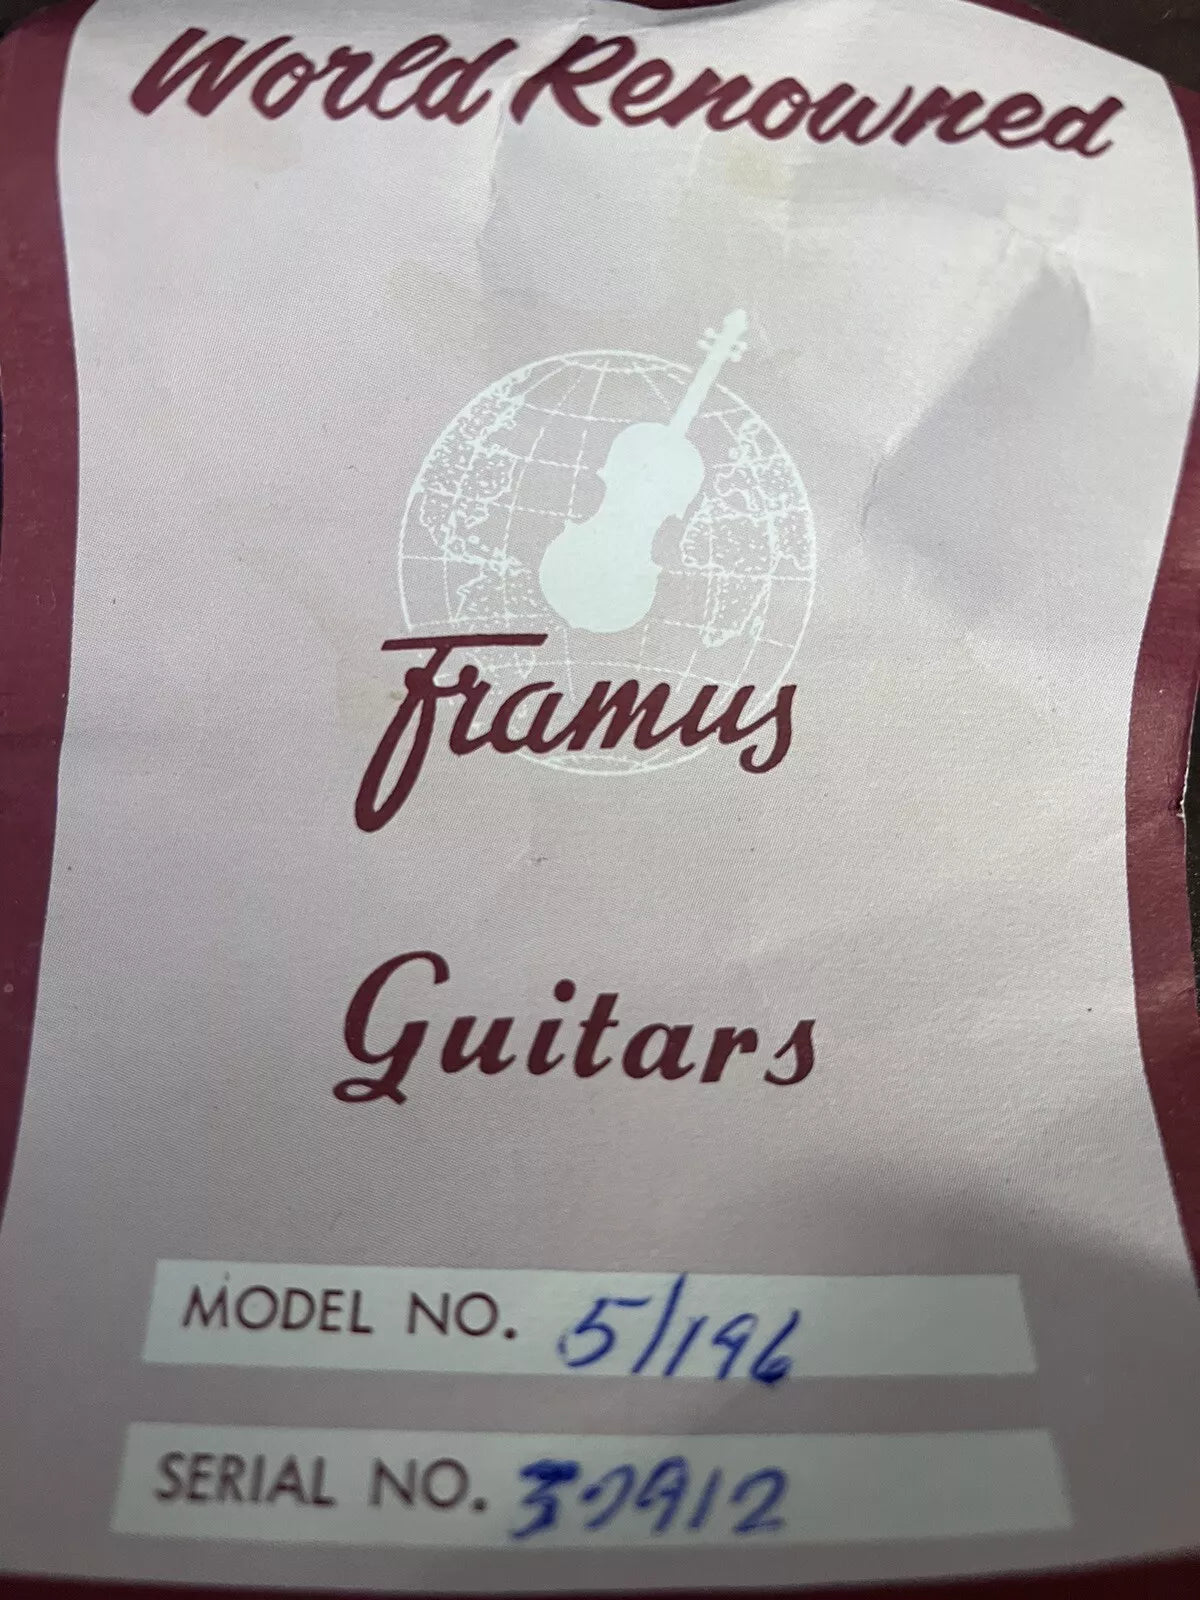 World Renowned
Framus
Guitars
MODEL NO. 5/196
SERIAL NO.